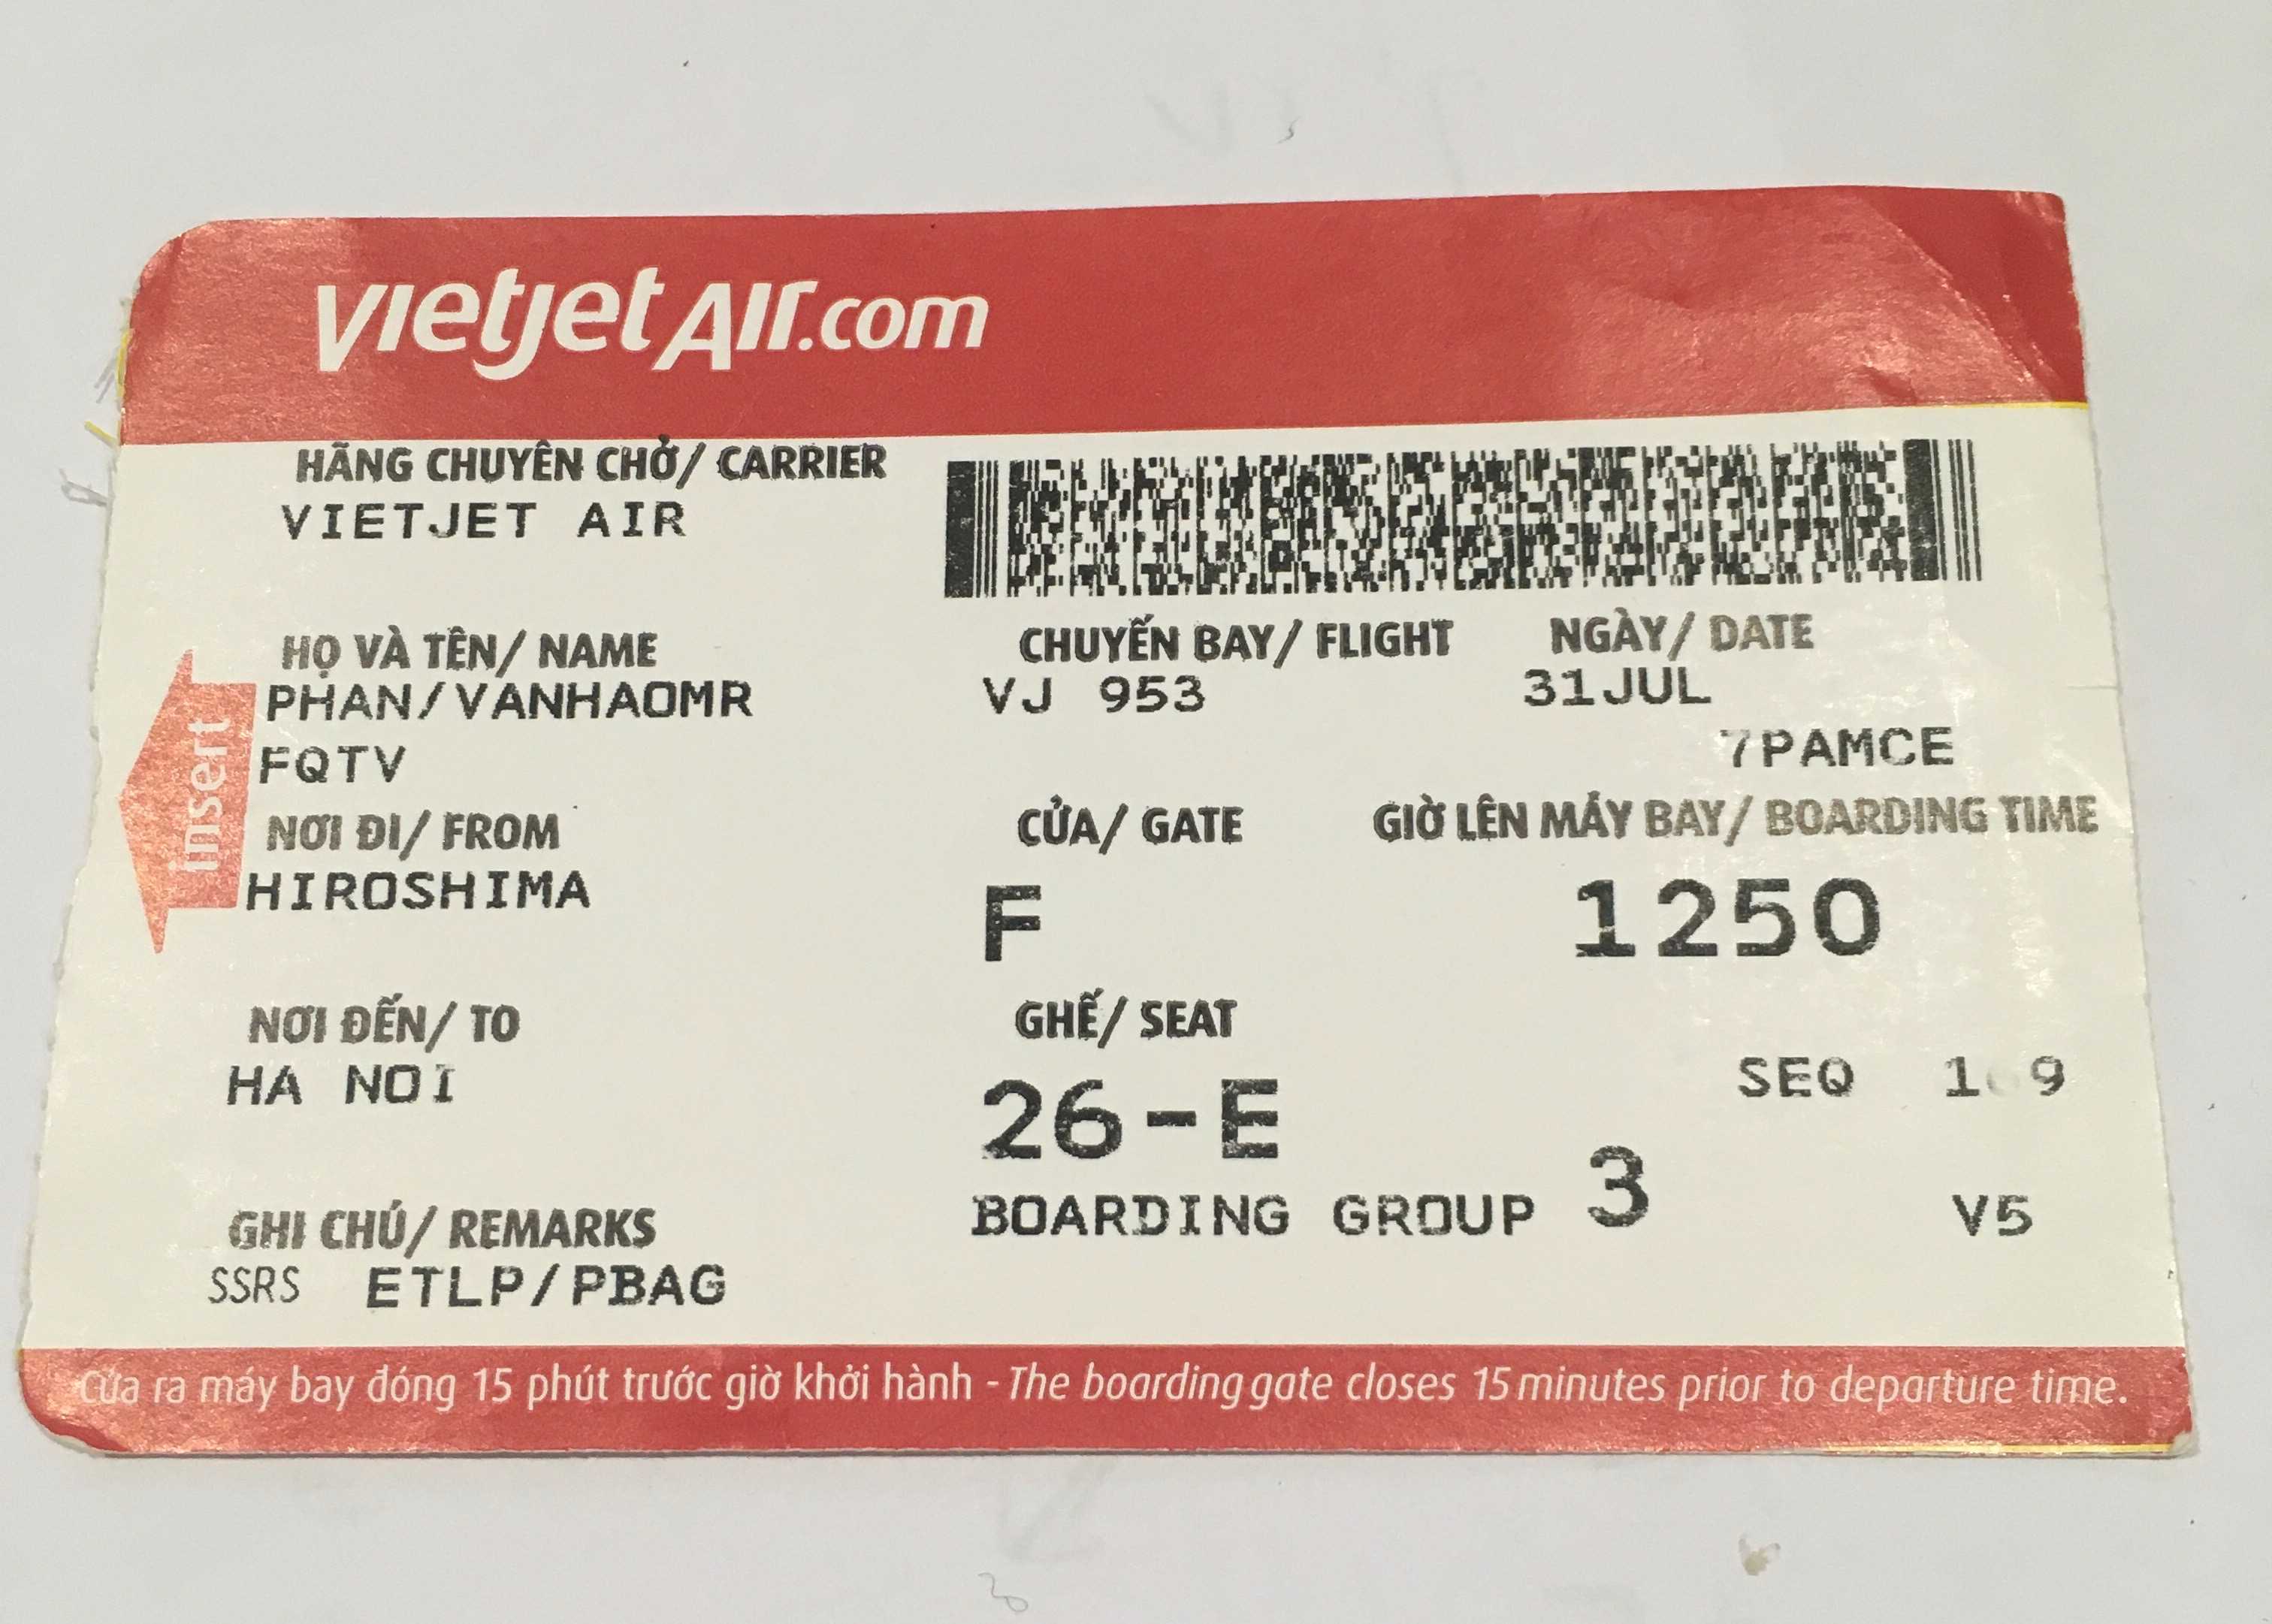 vietjet Air.com
HÃNG CHUYÊN CHỞ/ CARRIER
VIETJET AIR
HỌ VÀ TÊN/ NAME
PHAN/VANHAOMR
CHUYẾN BAY/ FLIGHT
VJ 953
NGÀY/ DATE
31JUL
FQTV
7PAMCE
insert
NƠI ĐI/ FROM
HIROSHIMA
CỬA/ GATE
F
GIỜ LÊN MÁY BAY/ BOARDING TIME
1250
NƠI ĐẾN/ TO
HA NOI
GHẾ/ SEAT
26-E
SEQ
BOARDING GROUP 3
V5
GHI CHÚ/ REMARKS
SSRS ETLP/PBAG
Cửa ra máy bay đóng 15 phút trước giờ khởi hành - The boarding gate closes 15 minutes prior to departure time.